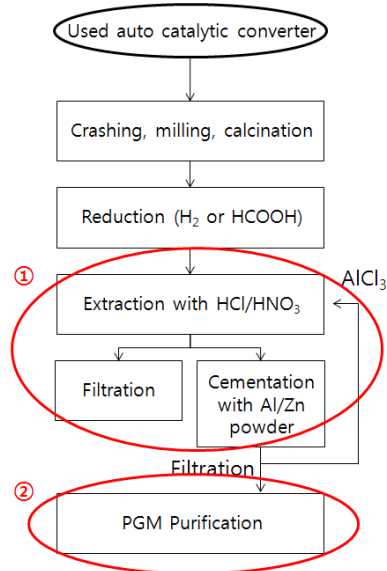 Used auto catalytic converter
Crashing, milling, calcination
Reduction (H₂ or HCOOH)
①
AlCl₃
Extraction with HCl/HNO₃
Filtration
Cementation
with Al/Zn
powder
Filtration
②
PGM Purification